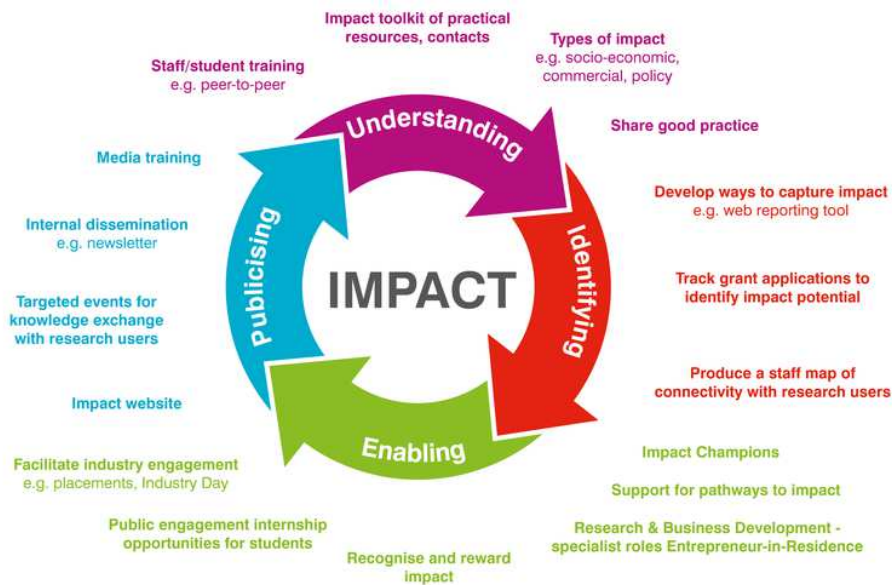 Impact toolkit of practical
resources, contacts
Staff/student training
e.g. peer-to-peer
Types of impact
e.g. socio-economic,
commercial, policy
Share good practice
Understanding
Media training
Develop ways to capture impact
e.g. web reporting tool
Internal dissemination
e.g. newsletter
Identifying
Track grant applications to
identify impact potential
IMPACT
Publicising
Targeted events for
knowledge exchange
with research users
Produce a staff map of
connectivity with research users
Impact website
Enabling
Impact Champions
Facilitate industry engagement
e.g. placements, Industry Day
Support for pathways to impact
Public engagement internship
opportunities for students
Research & Business Development -
specialist roles Entrepreneur-in-Residence
Recognise and reward
impact